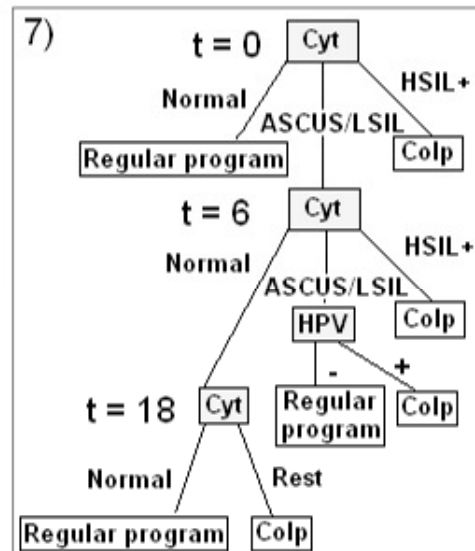 7)
t = 0
Cyt
Normal
ASCUS/LSIL
HSIL+
Regular program
Colp
t = 6
Cyt
Normal
ASCUS/LSIL
HSIL+
HPV
Colp
-
+
t = 18
Cyt
Regular
program
Colp
Normal
Rest
Regular program
Colp